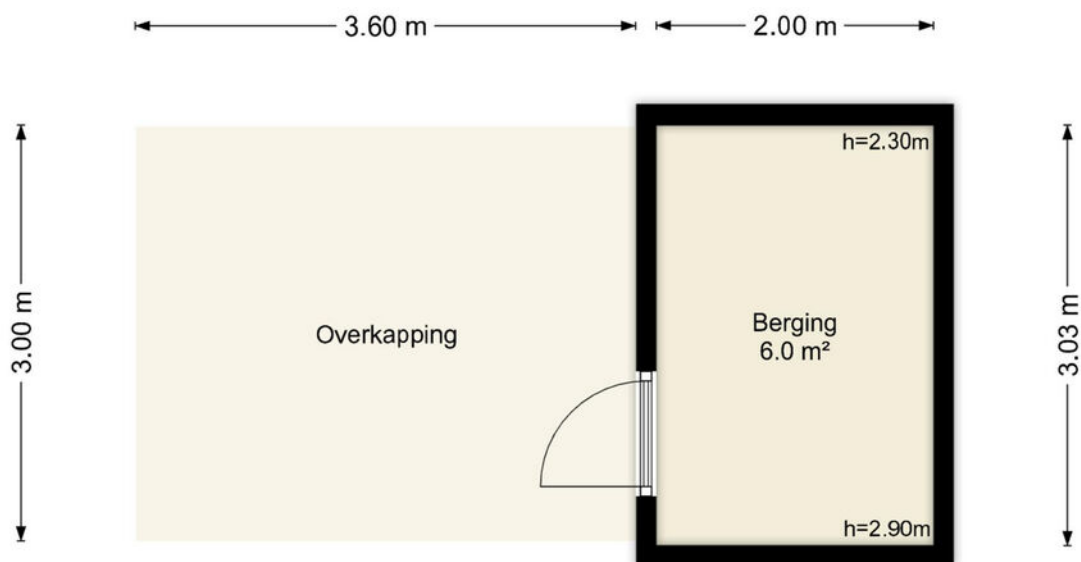 3.60 m
2.00 m
h=2.30m
3.00 m
Overkapping
Berging
6.0 m²
3.03 m
h=2.90m